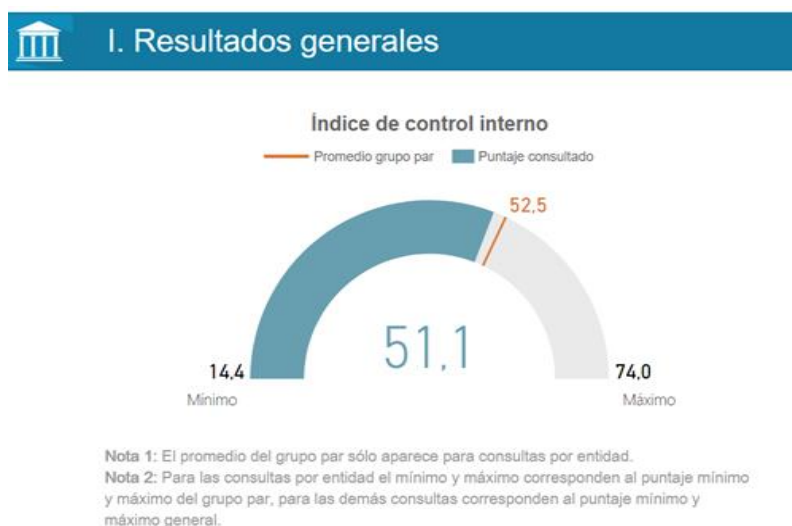 I. Resultados generales
Índice de control interno
Promedio grupo par Puntaje consultado
52,5
51,1
14,4
Mínimo
74,0
Máximo
Nota 1: El promedio del grupo par sólo aparece para consultas por entidad.
Nota 2: Para las consultas por entidad el mínimo y máximo corresponden al puntaje mínimo
y máximo del grupo par, para las demás consultas corresponden al puntaje mínimo y
máximo general.